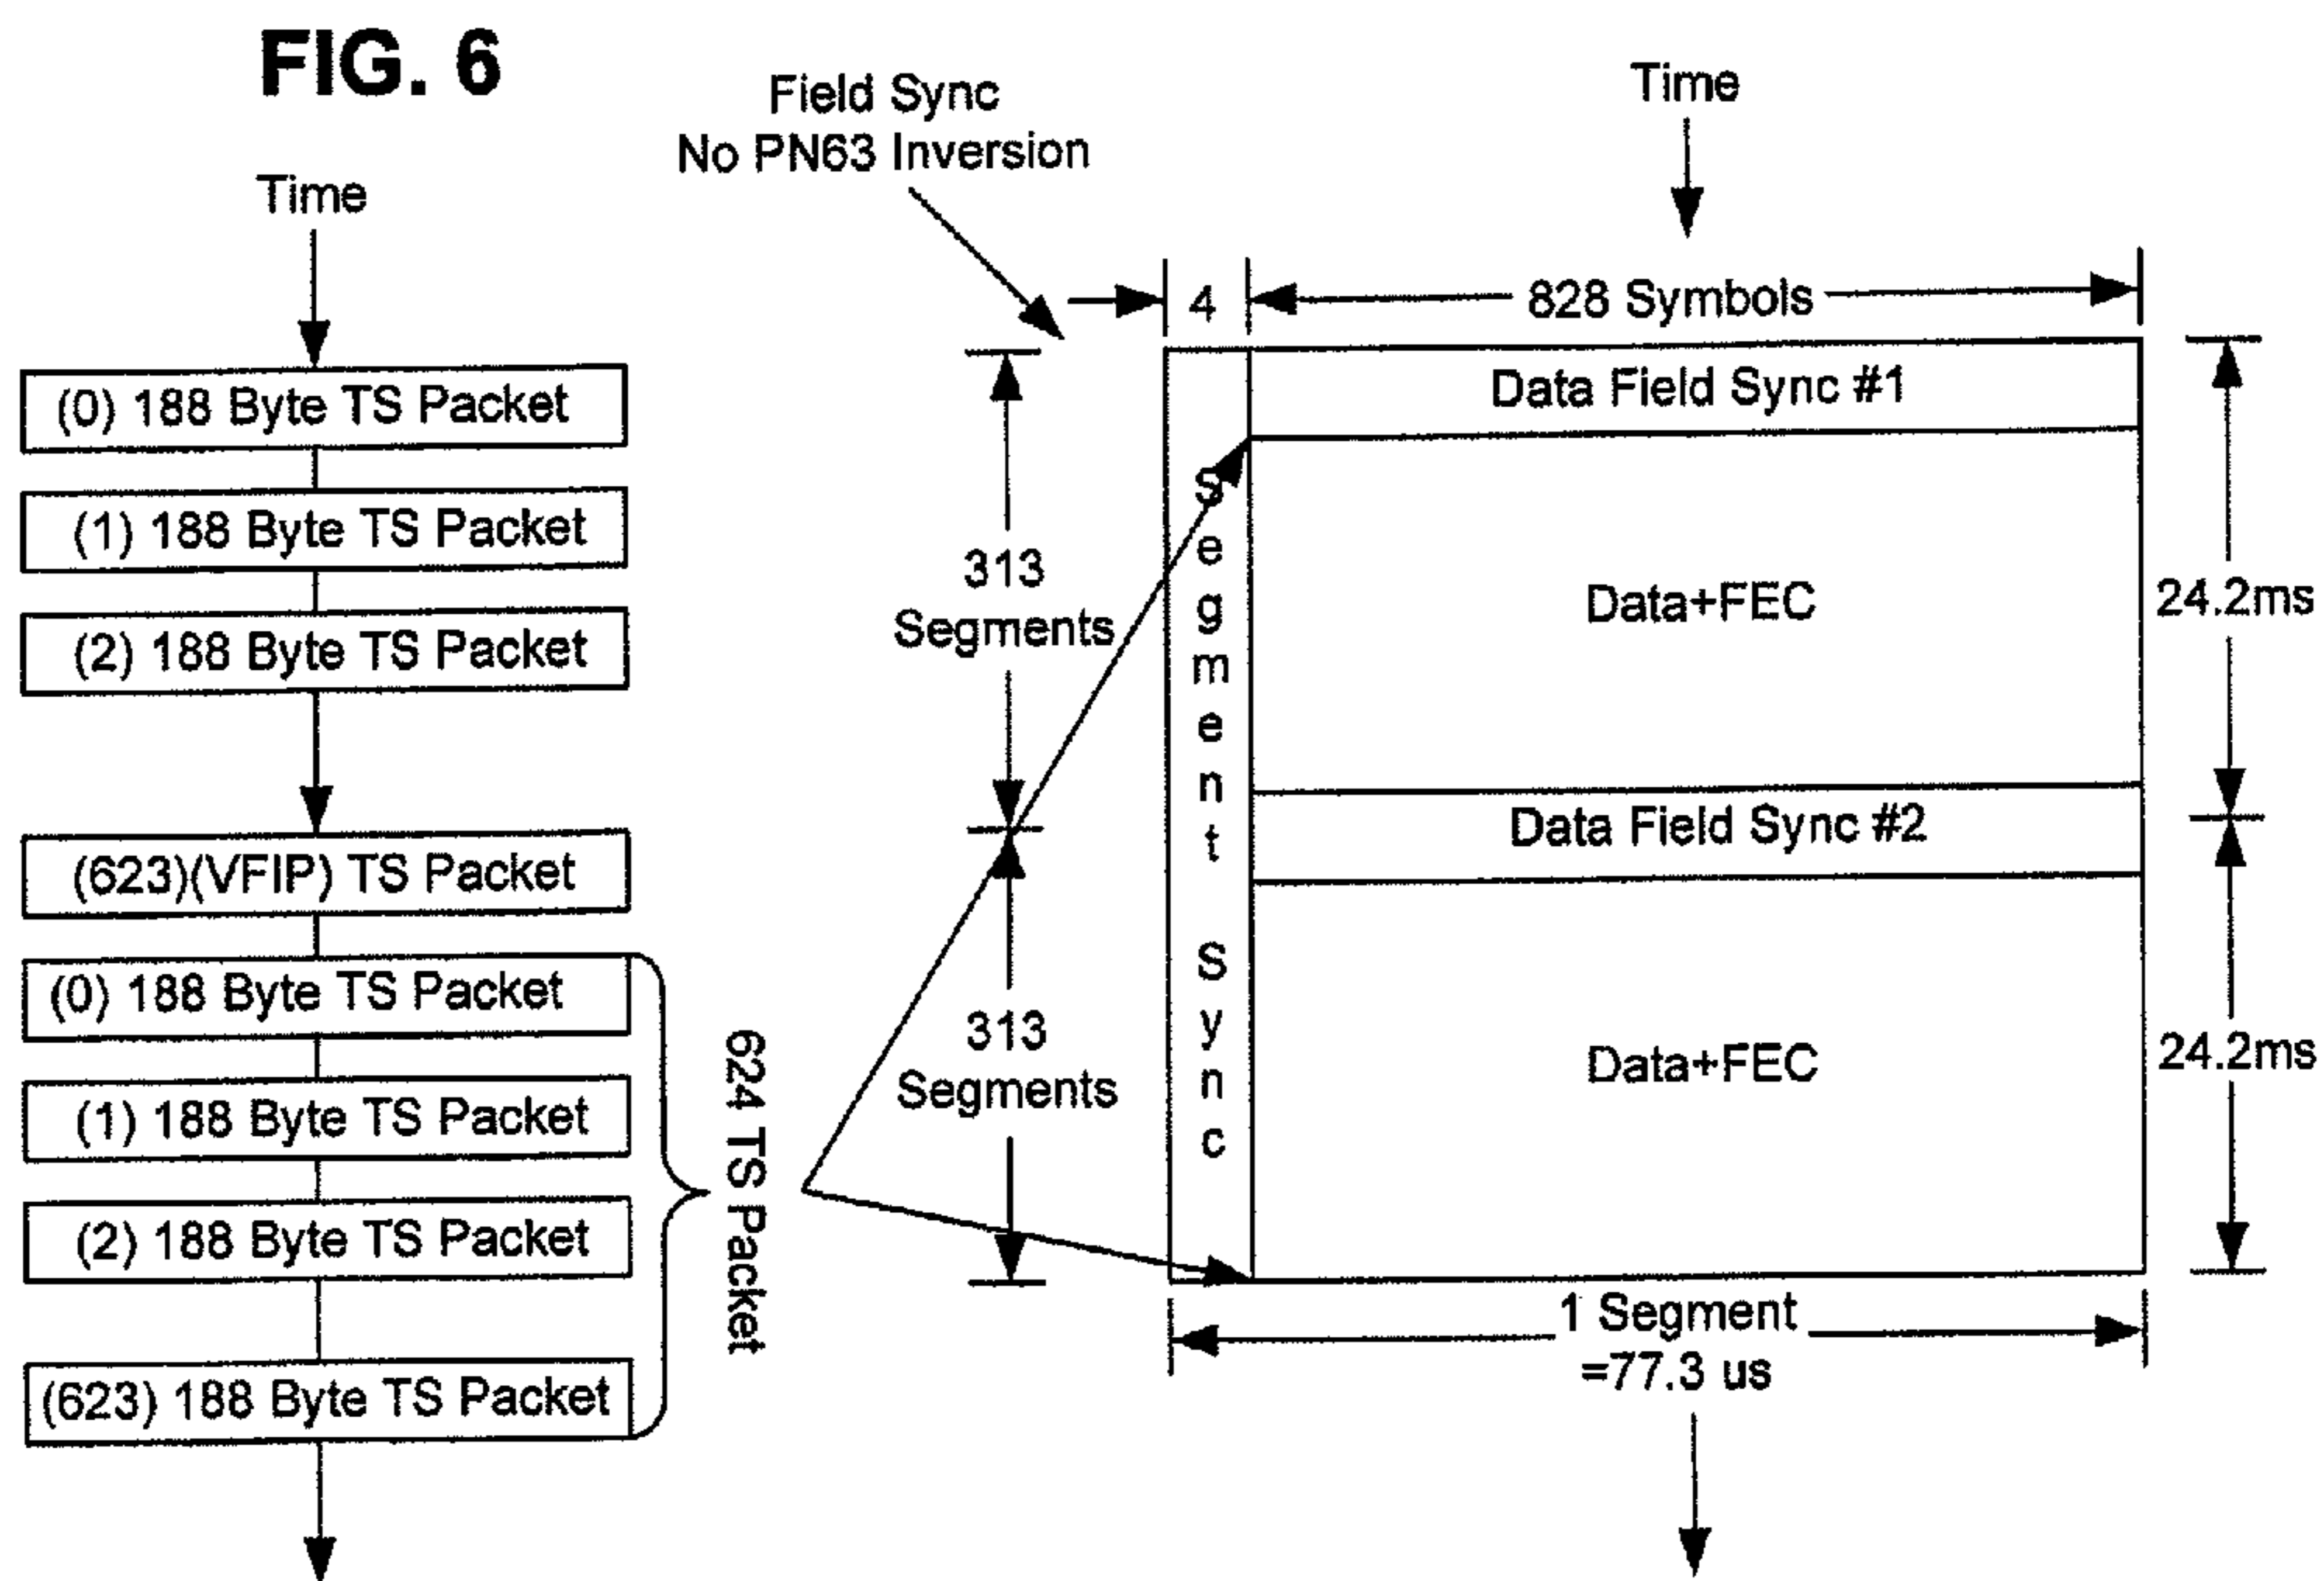 FIG. 6
Time
(0) 188 Byte TS Packet
(1) 188 Byte TS Packet
(2) 188 Byte TS Packet
(623)(VFIP) TS Packet
(0) 188 Byte TS Packet
(1) 188 Byte TS Packet
(2) 188 Byte TS Packet
(623) 188 Byte TS Packet
624 TS Packet
Field Sync
No PN63 Inversion
Time
4
828 Symbols
313
Segments
313
Segments
Segment Sync
Data Field Sync #1
Data+FEC
Data Field Sync #2
Data+FEC
24.2ms
24.2ms
1 Segment
=77.3 us